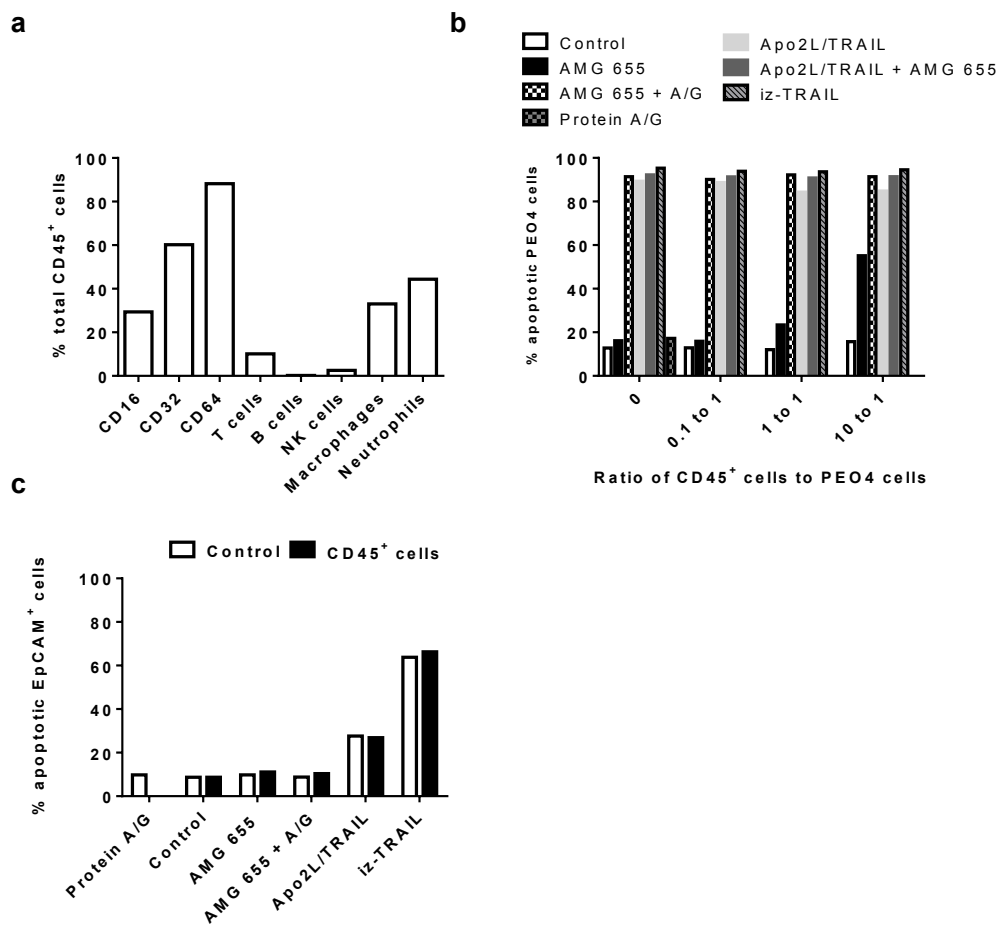 a
% total CD45+ cells
100
80
60
40
20
0
CD16
CD32
CD64
T cells
B cells
NK cells
Macrophages
Neutrophils
b
Control
AMG 655
AMG 655 + A/G
Protein A/G
Apo2L/TRAIL
Apo2L/TRAIL + AMG 655
iz-TRAIL
% apoptotic PEO4 cells
100
80
60
40
20
0
0
0.1 to 1
1 to 1
10 to 1
Ratio of CD45+ cells to PEO4 cells
c
Control
CD45+ cells
% apoptotic EpCAM+ cells
100
80
60
40
20
0
Protein A/G
Control
AMG 655
AMG 655 + A/G
Apo2L/TRAIL
iz-TRAIL